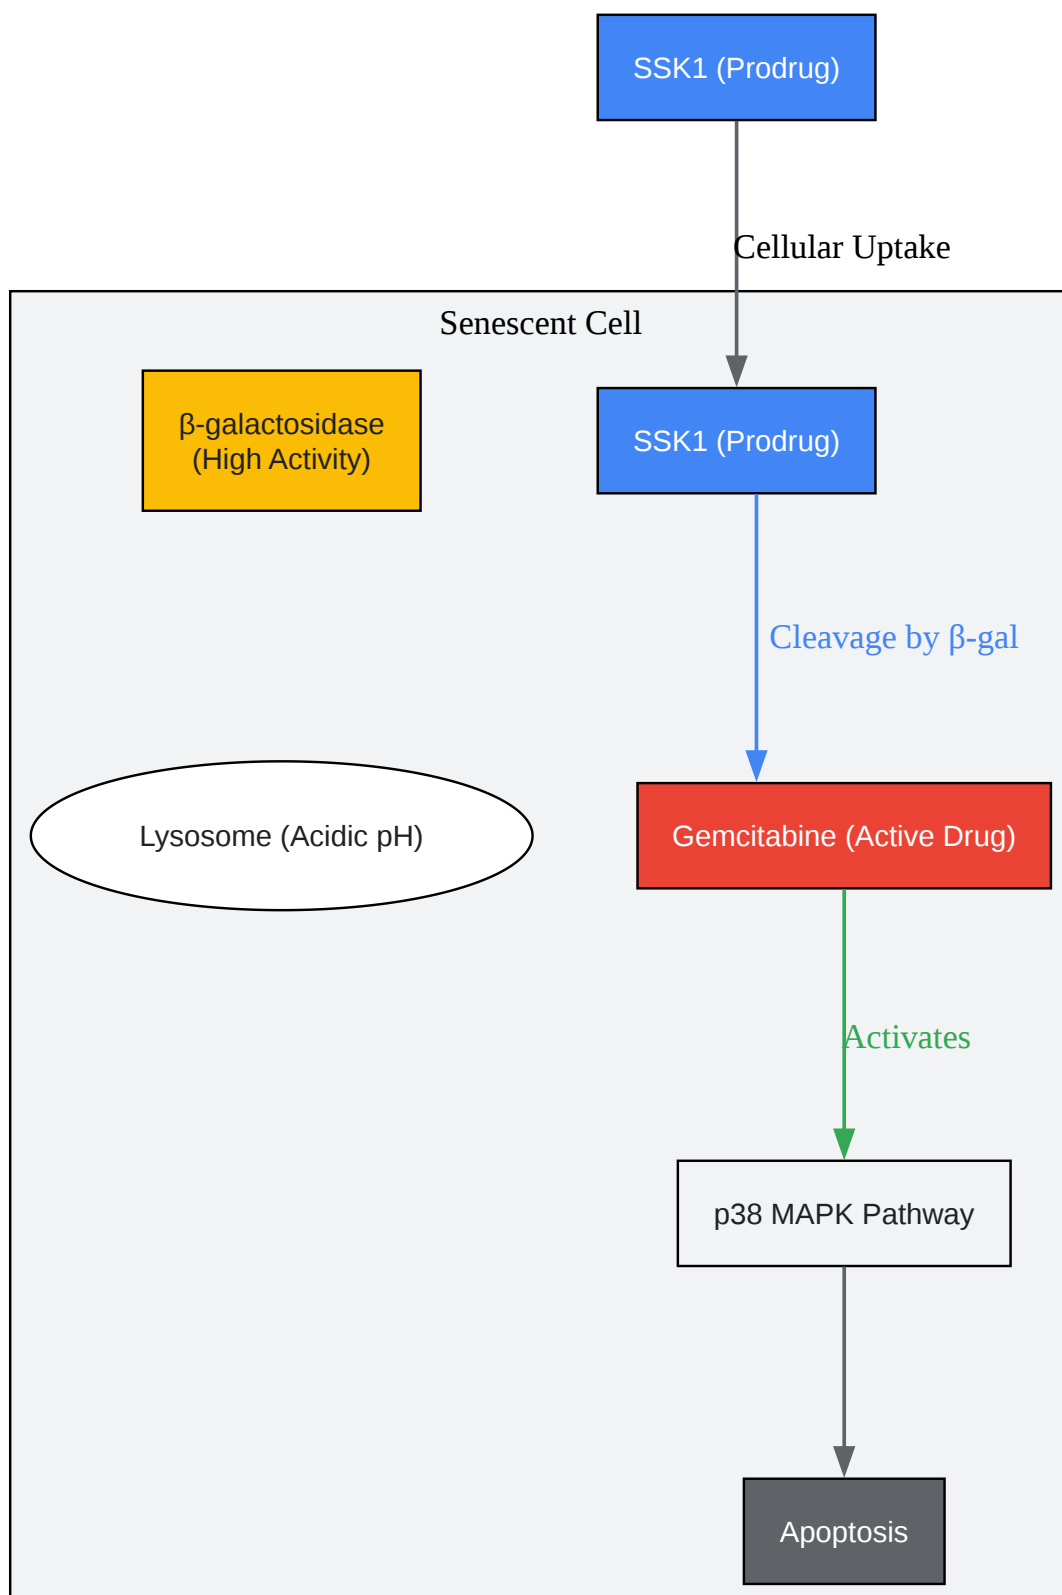 SSK1 (Prodrug)
Cellular Uptake
Senescent Cell
β-galactosidase
(High Activity)
SSK1 (Prodrug)
Cleavage by β-gal
Lysosome (Acidic pH)
Gemcitabine (Active Drug)
Activates
p38 MAPK Pathway
Apoptosis